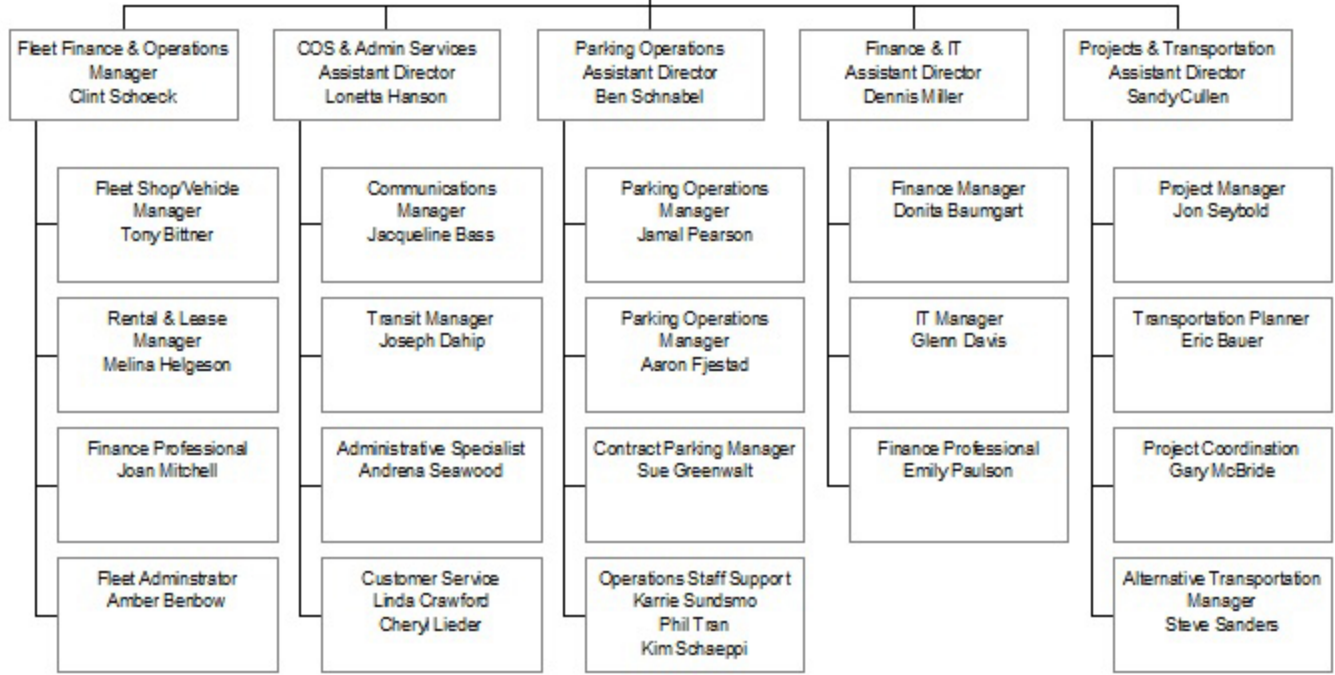 Fleet Finance & Operations
Manager
Clint Schoeck
COS & Admin Services
Assistant Director
Lonetta Hanson
Parking Operations
Assistant Director
Ben Schnabel
Finance & IT
Assistant Director
Dennis Miller
Projects & Transportation
Assistant Director
Sandy Cullen
Fleet Shop/Vehicle
Manager
Tony Bittner
Rental & Lease
Manager
Melina Helgeson
Finance Professional
Joan Mitchell
Fleet Adminstrator
Amber Benbow
Communications
Manager
Jacqueline Bass
Transit Manager
Joseph Dahip
Administrative Specialist
Andrena Seawood
Customer Service
Linda Crawford
Cheryl Lieder
Parking Operations
Manager
Jamal Pearson
Parking Operations
Manager
Aaron Fjestad
Contract Parking Manager
Sue Greenwalt
Operations Staff Support
Karrie Sundsmo
Phil Tran
Kim Schaeppi
Finance Manager
Donita Baumgart
IT Manager
Glenn Davis
Finance Professional
Emily Paulson
Project Manager
Jon Seybold
Transportation Planner
Eric Bauer
Project Coordination
Gary McBride
Alternative Transportation
Manager
Steve Sanders